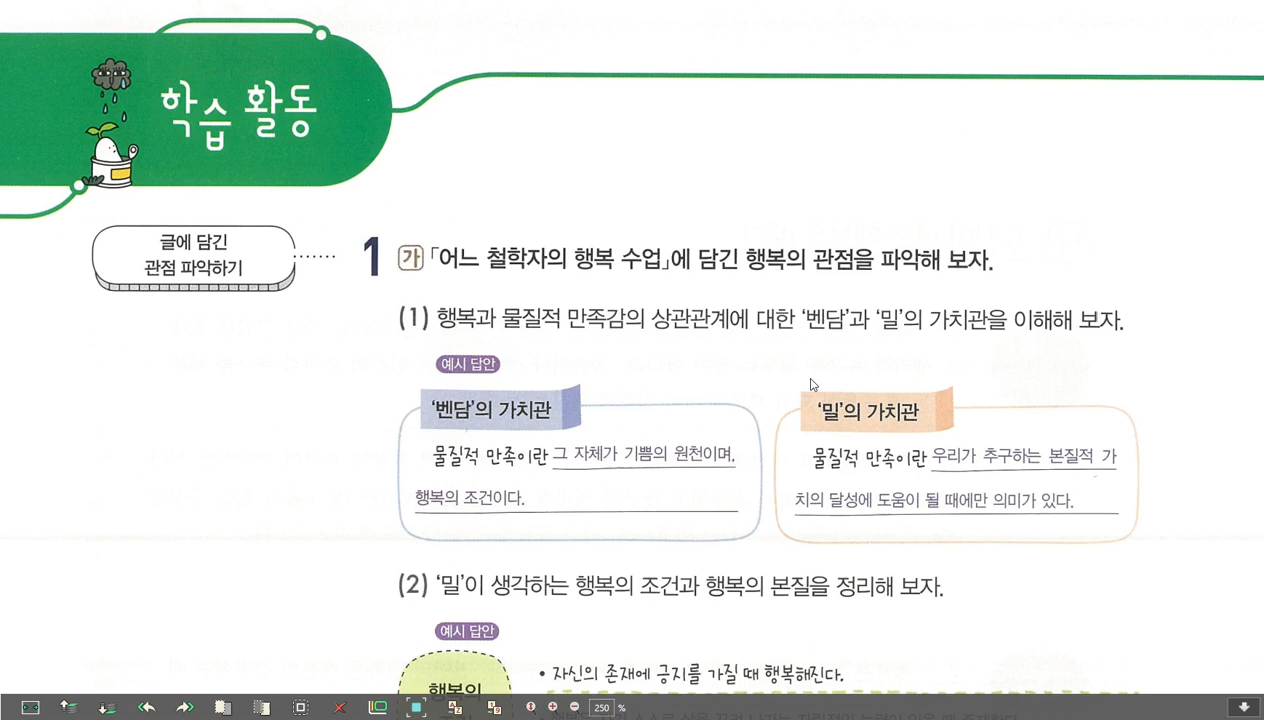 학습 활동
글에 담긴
관점 파악하기
1 가 「어느 철학자의 행복 수업」에 담긴 행복의 관점을 파악해 보자.
(1) 행복과 물질적 만족감의 상관관계에 대한 ‘벤담’과 ‘밀’의 가치관을 이해해 보자.
예시 답안
‘벤담’의 가치관
물질적 만족이란 그 자체가 기쁨의 원천이며,
행복의 조건이다.
‘밀’의 가치관
물질적 만족이란 우리가 추구하는 본질적 가
치의 달성에 도움이 될 때에만 의미가 있다.
(2) ‘밀’이 생각하는 행복의 조건과 행복의 본질을 정리해 보자.
예시 답안
행복의
• 자신의 존재에 긍지를 가질 때 행복해진다.
250 %